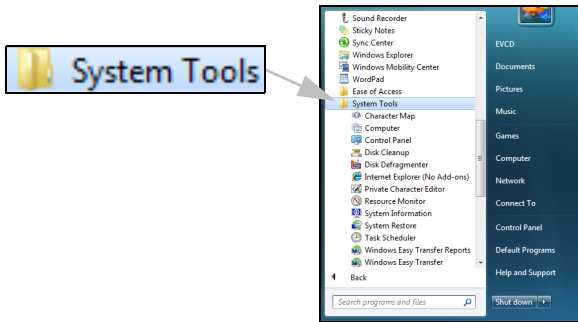 System Tools
Sound Recorder
Sticky Notes
Sync Center
Windows Explorer
Windows Mobility Center
WordPad
Ease of Access
System Tools
Character Map
Computer
Control Panel
Disk Cleanup
Disk Defragmenter
Internet Explorer (No Add-ons)
Private Character Editor
Resource Monitor
System Information
System Restore
Task Scheduler
Windows Easy Transfer Reports
Windows Easy Transfer
Back
Search programs and files
EVCD
Documents
Pictures
Music
Games
Computer
Network
Connect To
Control Panel
Default Programs
Help and Support
Shut down